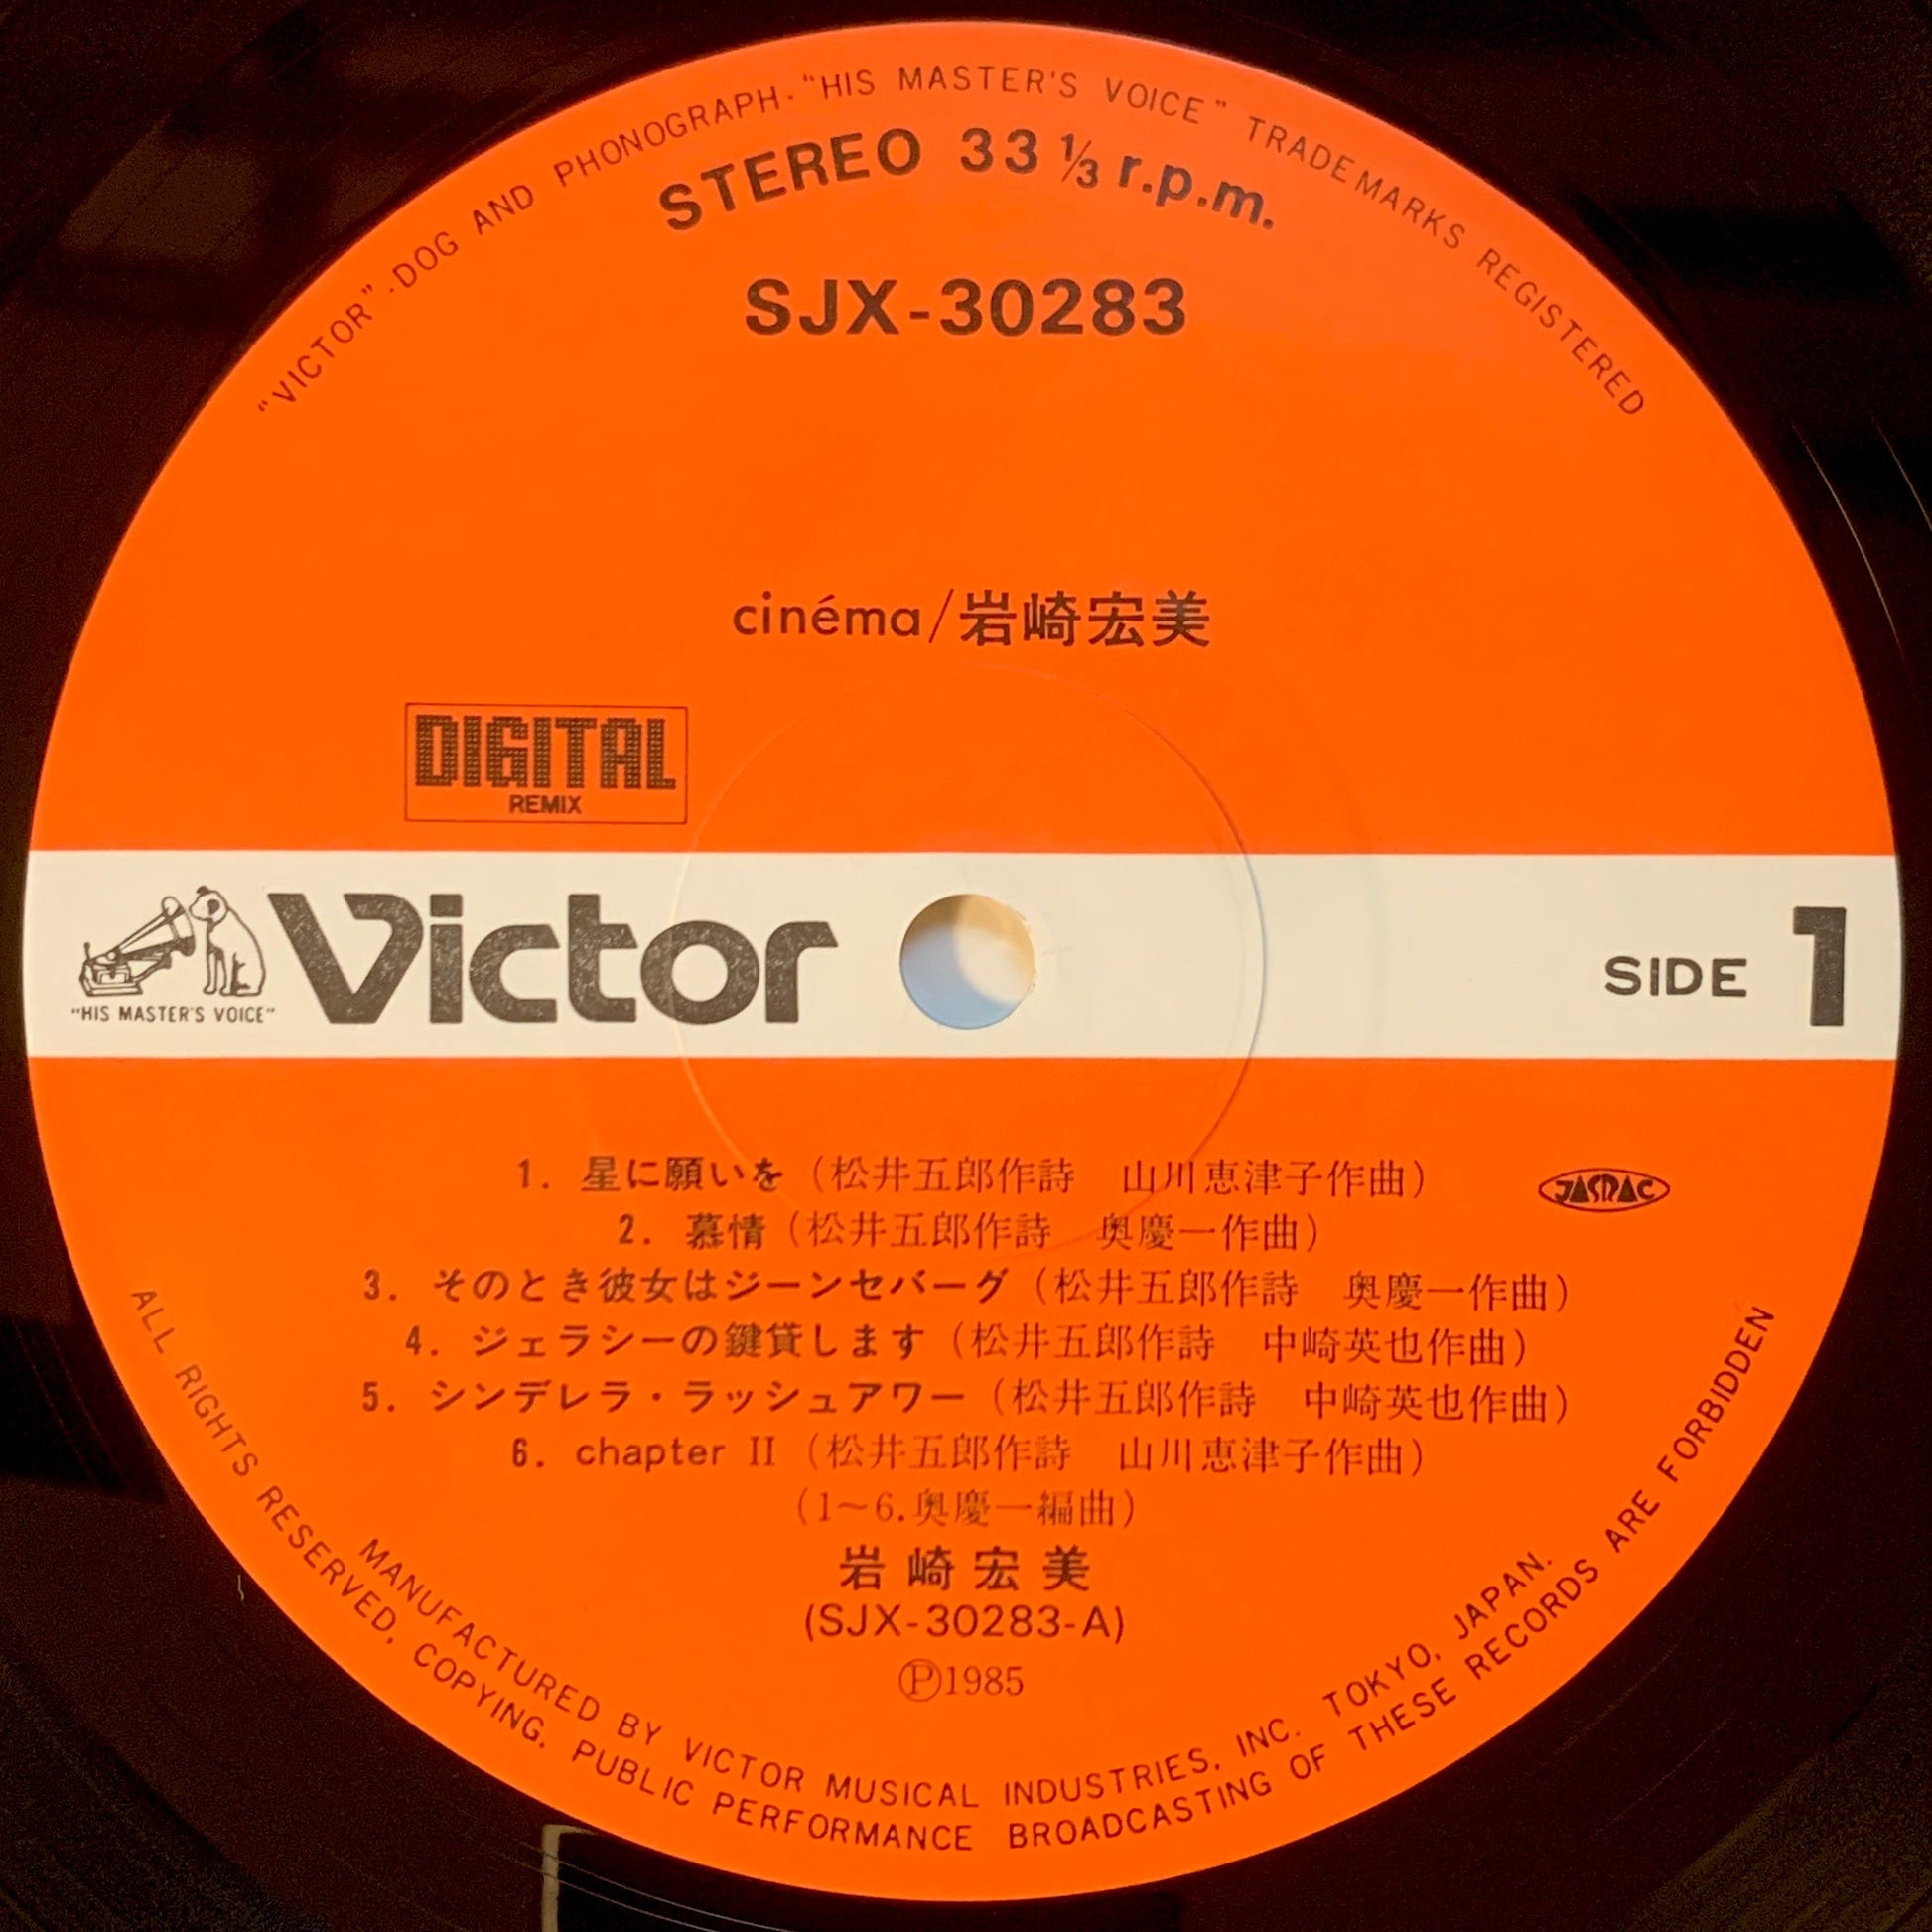 "VICTOR"·DOG AND PHONOGRAPH·"HIS MASTER'S VOICE" TRADEMARKS REGISTERED
STEREO 33 ⅓ r.p.m.
SJX-30283
cinéma/岩崎宏美
DIGITAL
REMIX
Victor
"HIS MASTER'S VOICE"
SIDE 1
1. 星に願いを（松井五郎作詩　山川恵津子作曲）
JASRAC
2. 慕情（松井五郎作詩　奥慶一作曲）
3. そのとき彼女はジーンセバーグ（松井五郎作詩　奥慶一作曲）
4. ジェラシーの鍵貸します（松井五郎作詩　中崎英也作曲）
5. シンデレラ・ラッシュアワー（松井五郎作詩　中崎英也作曲）
6. chapter II（松井五郎作詩　山川恵津子作曲）
(1〜6.奥慶一編曲)
岩崎宏美
(SJX-30283-A)
Ⓟ1985
MANUFACTURED BY VICTOR MUSICAL INDUSTRIES, INC. TOKYO, JAPAN.
ALL RIGHTS RESERVED, COPYING, PUBLIC PERFORMANCE BROADCASTING OF THESE RECORDS ARE FORBIDDEN